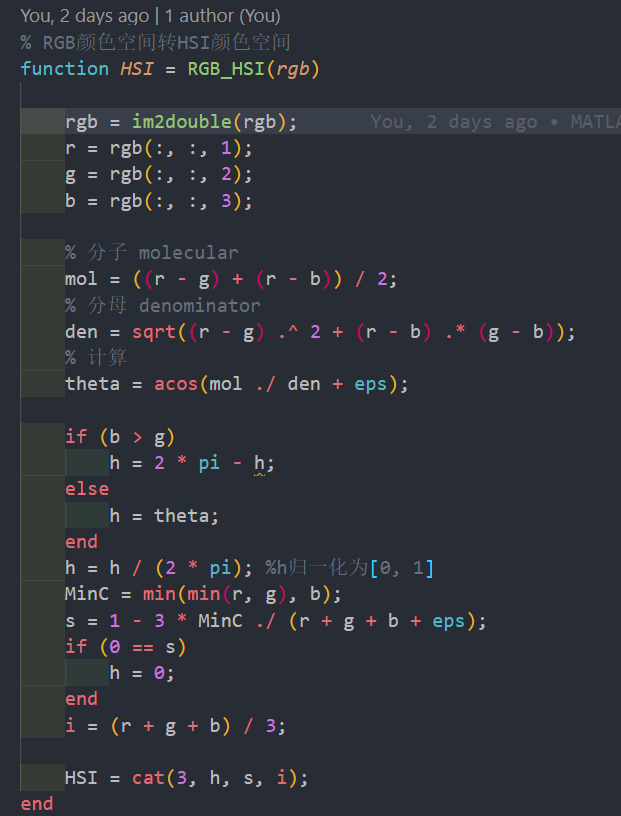 You, 2 days ago | 1 author (You)
% RGB颜色空间转HSI颜色空间
function HSI = RGB_HSI(rgb)
rgb = im2double(rgb); You, 2 days ago • MATLA
r = rgb(:, :, 1);
g = rgb(:, :, 2);
b = rgb(:, :, 3);
% 分子 molecular
mol = ((r - g) + (r - b)) / 2;
% 分母 denominator
den = sqrt((r - g) .^ 2 + (r - b) .* (g - b));
% 计算
theta = acos(mol ./ den + eps);
if (b > g)
h = 2 * pi - h;
else
h = theta;
end
h = h / (2 * pi); %h归一化为[0, 1]
MinC = min(min(r, g), b);
s = 1 - 3 * MinC ./ (r + g + b + eps);
if (0 == s)
h = 0;
end
i = (r + g + b) / 3;
HSI = cat(3, h, s, i);
end